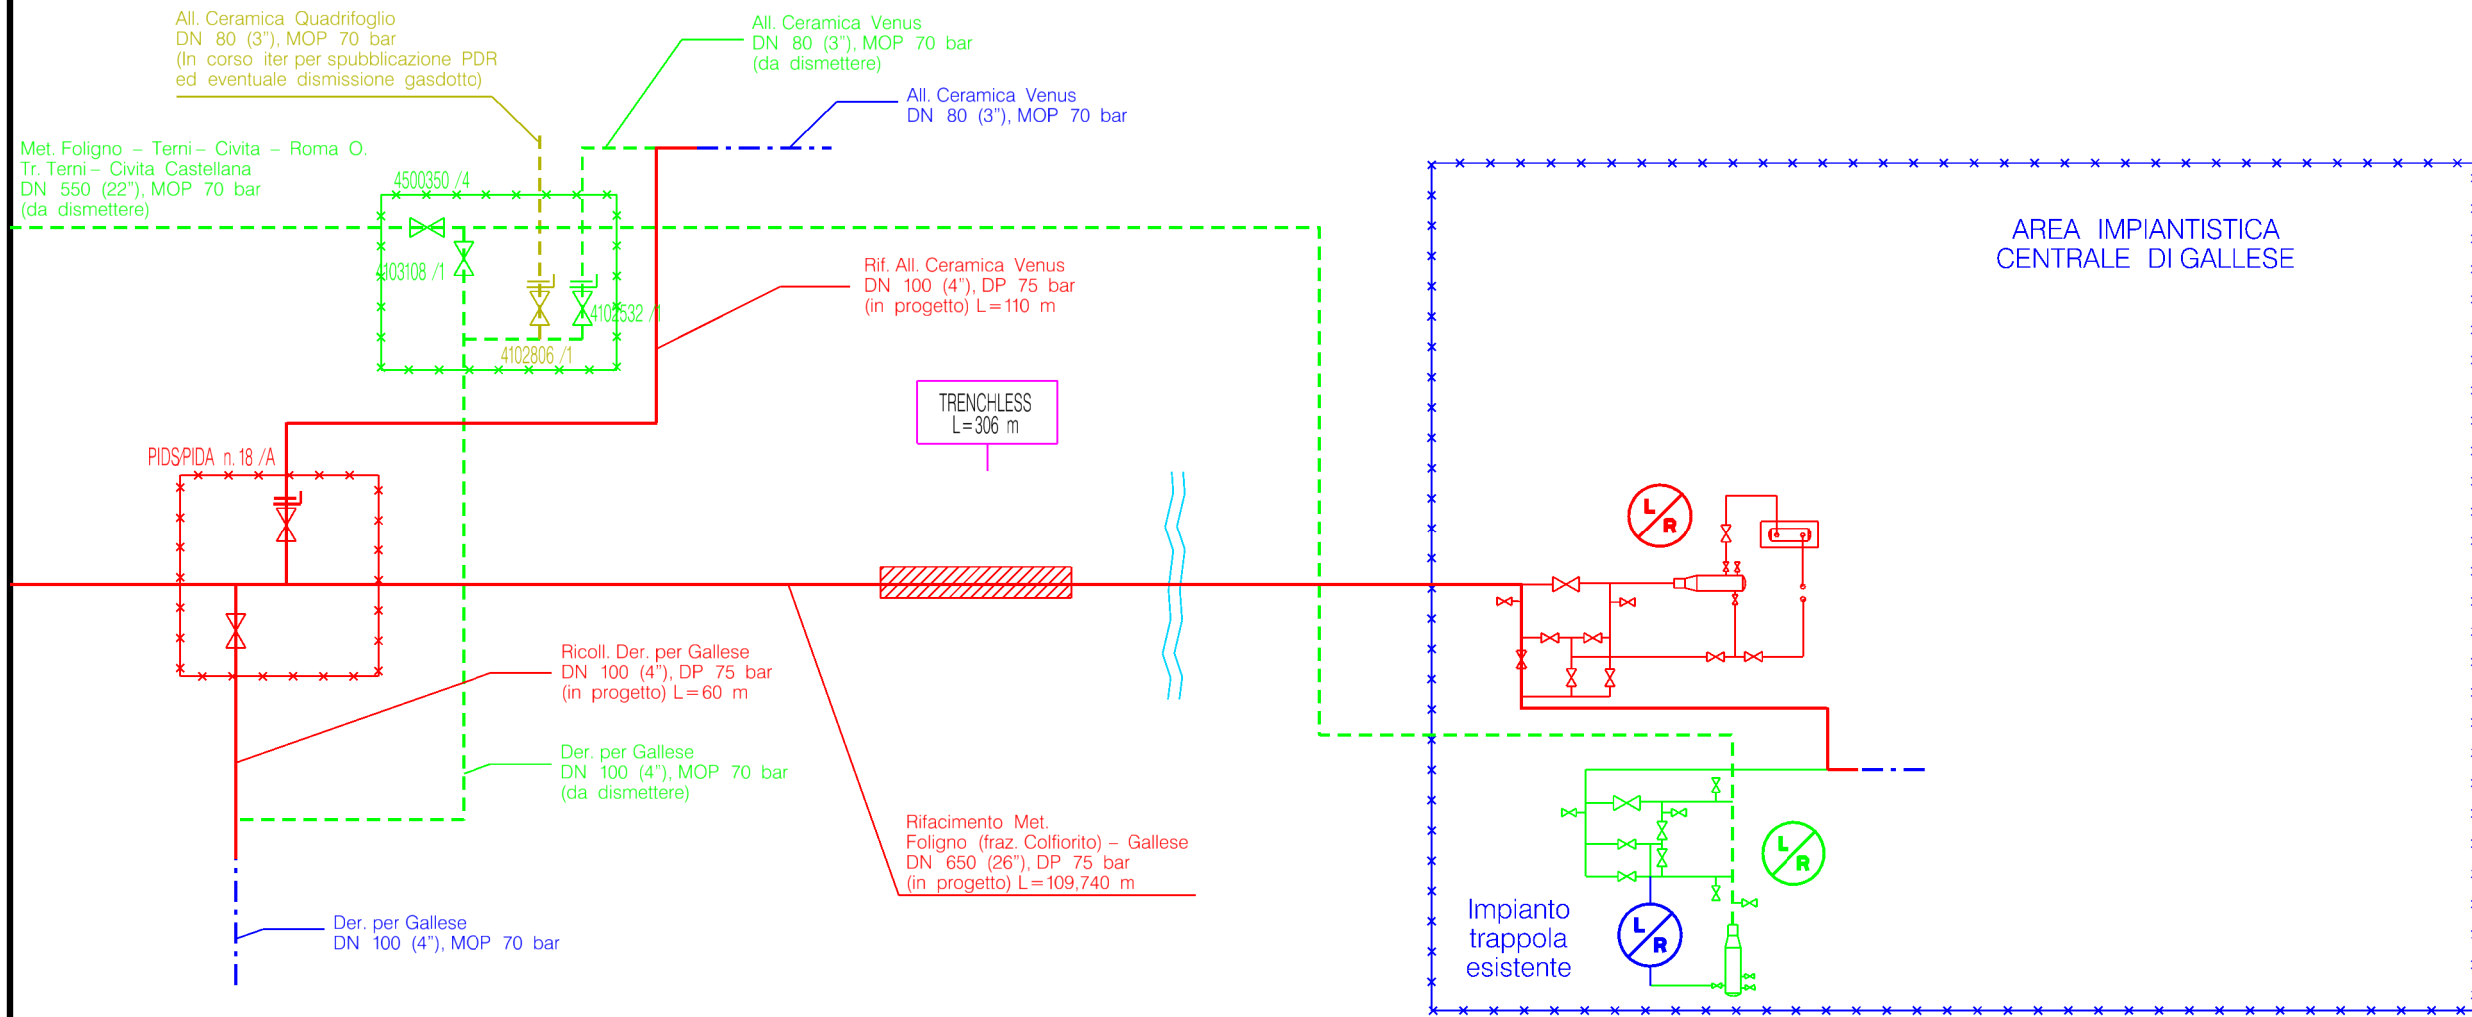 All. Ceramica Quadrifoglio
DN 80 (3"), MOP 70 bar
(In corso iter per spubblicazione PDR
ed eventuale dismissione gasdotto)
All. Ceramica Venus
DN 80 (3"), MOP 70 bar
(da dismettere)
All. Ceramica Venus
DN 80 (3"), MOP 70 bar
Met. Foligno – Terni – Civita – Roma O.
Tr. Terni – Civita Castellana
DN 550 (22"), MOP 70 bar
(da dismettere)
4500350 /4
4103108 /1
4102532 /1
4102806 /1
AREA IMPIANTISTICA
CENTRALE DI GALLESE
Rif. All. Ceramica Venus
DN 100 (4"), DP 75 bar
(in progetto) L=110 m
TRENCHLESS
L=306 m
PIDS/PIDA n. 18 /A
L/R
Ricoll. Der. per Gallese
DN 100 (4"), DP 75 bar
(in progetto) L=60 m
Der. per Gallese
DN 100 (4"), MOP 70 bar
(da dismettere)
Rifacimento Met.
Foligno (fraz. Colfiorito) – Gallese
DN 650 (26"), DP 75 bar
(in progetto) L=109,740 m
L/R
Der. per Gallese
DN 100 (4"), MOP 70 bar
Impianto
trappola
esistente
L/R